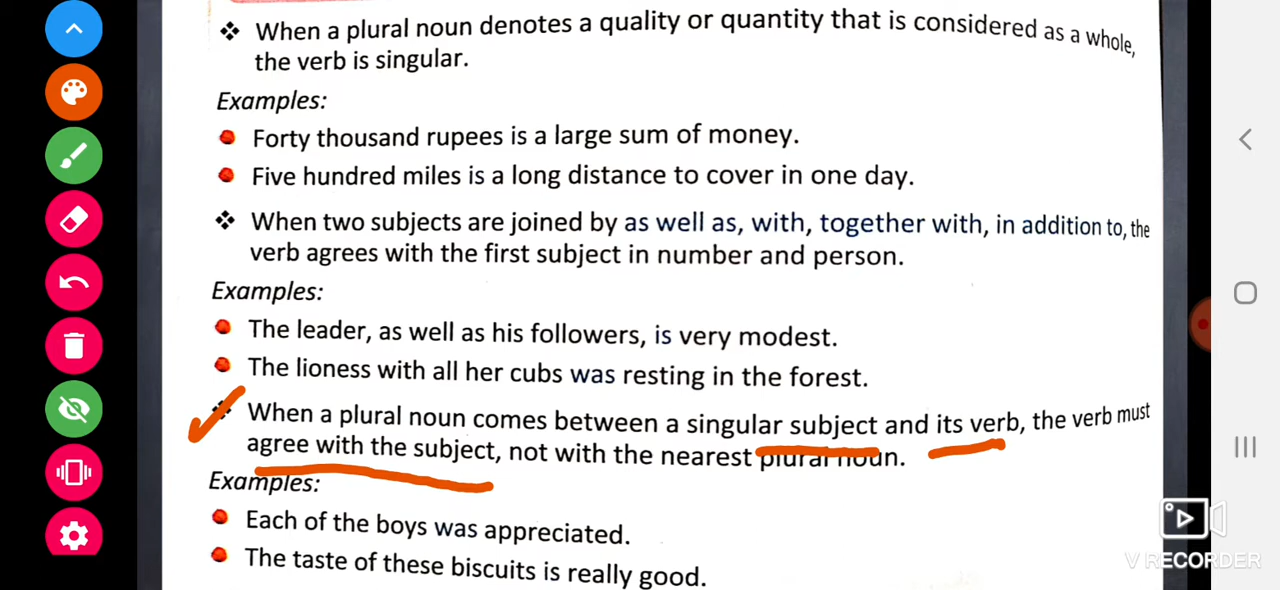 When a plural noun denotes a quality or quantity that is considered as a whole,
the verb is singular.
Examples:
Forty thousand rupees is a large sum of money.
Five hundred miles is a long distance to cover in one day.
When two subjects are joined by as well as, with, together with, in addition to, the
verb agrees with the first subject in number and person.
Examples:
The leader, as well as his followers, is very modest.
The lioness with all her cubs was resting in the forest.
When a plural noun comes between a singular subject and its verb, the verb must
agree with the subject, not with the nearest plural noun.
Examples:
Each of the boys was appreciated.
The taste of these biscuits is really good.
V RECORDER